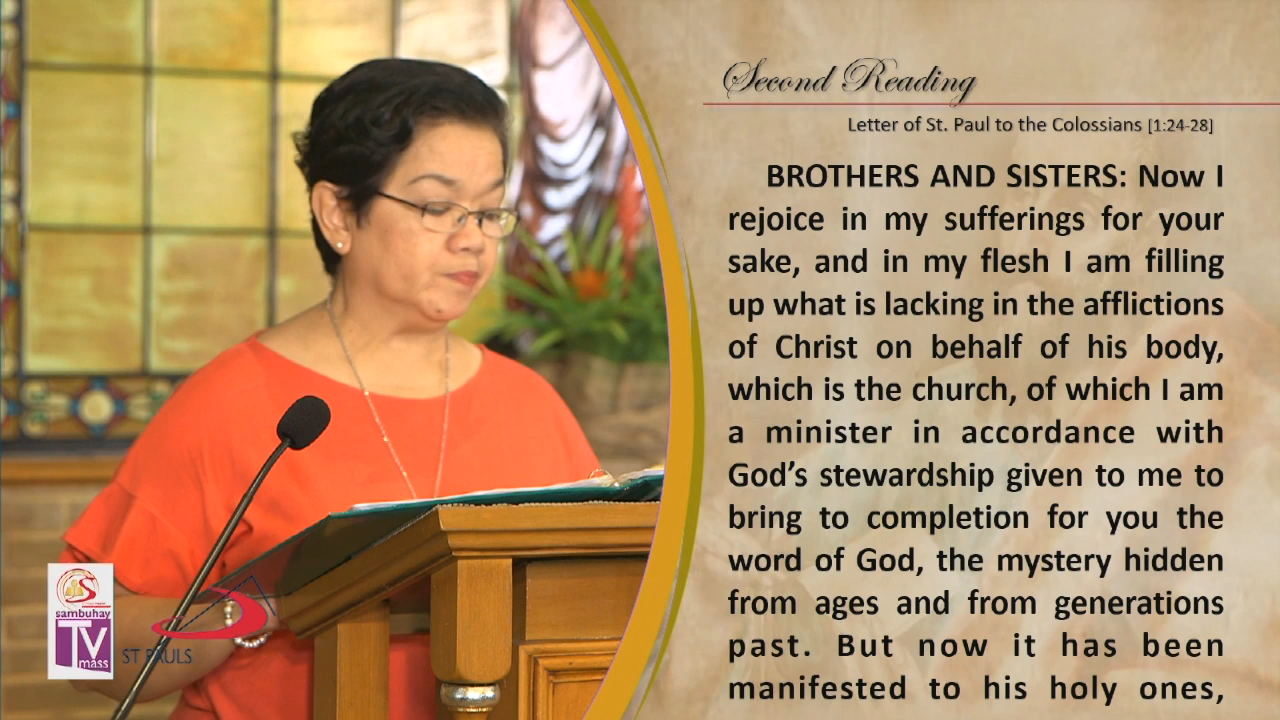 Second Reading
Letter of St. Paul to the Colossians [1:24-28]
BROTHERS AND SISTERS: Now I
rejoice in my sufferings for your
sake, and in my flesh I am filling
up what is lacking in the afflictions
of Christ on behalf of his body,
which is the church, of which I am
a minister in accordance with
God’s stewardship given to me to
bring to completion for you the
word of God, the mystery hidden
from ages and from generations
past. But now it has been
manifested to his holy ones,
sambuhay
TV
mass
ST PAULS